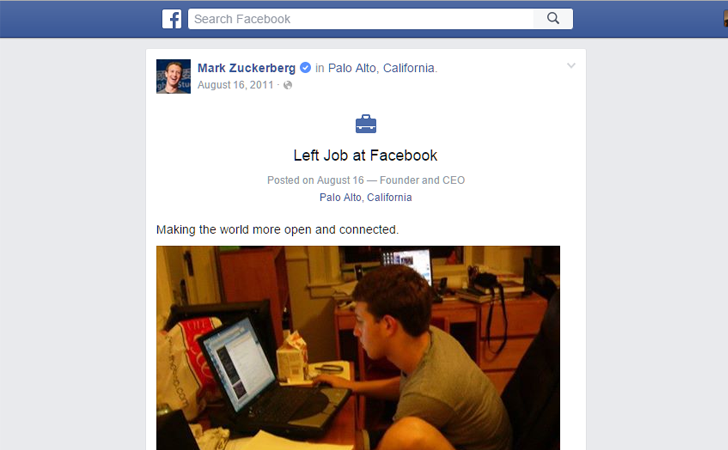 f Search Facebook
Mark Zuckerberg in Palo Alto, California.
August 16, 2011 ·
Left Job at Facebook
Posted on August 16 — Founder and CEO
Palo Alto, California
Making the world more open and connected.